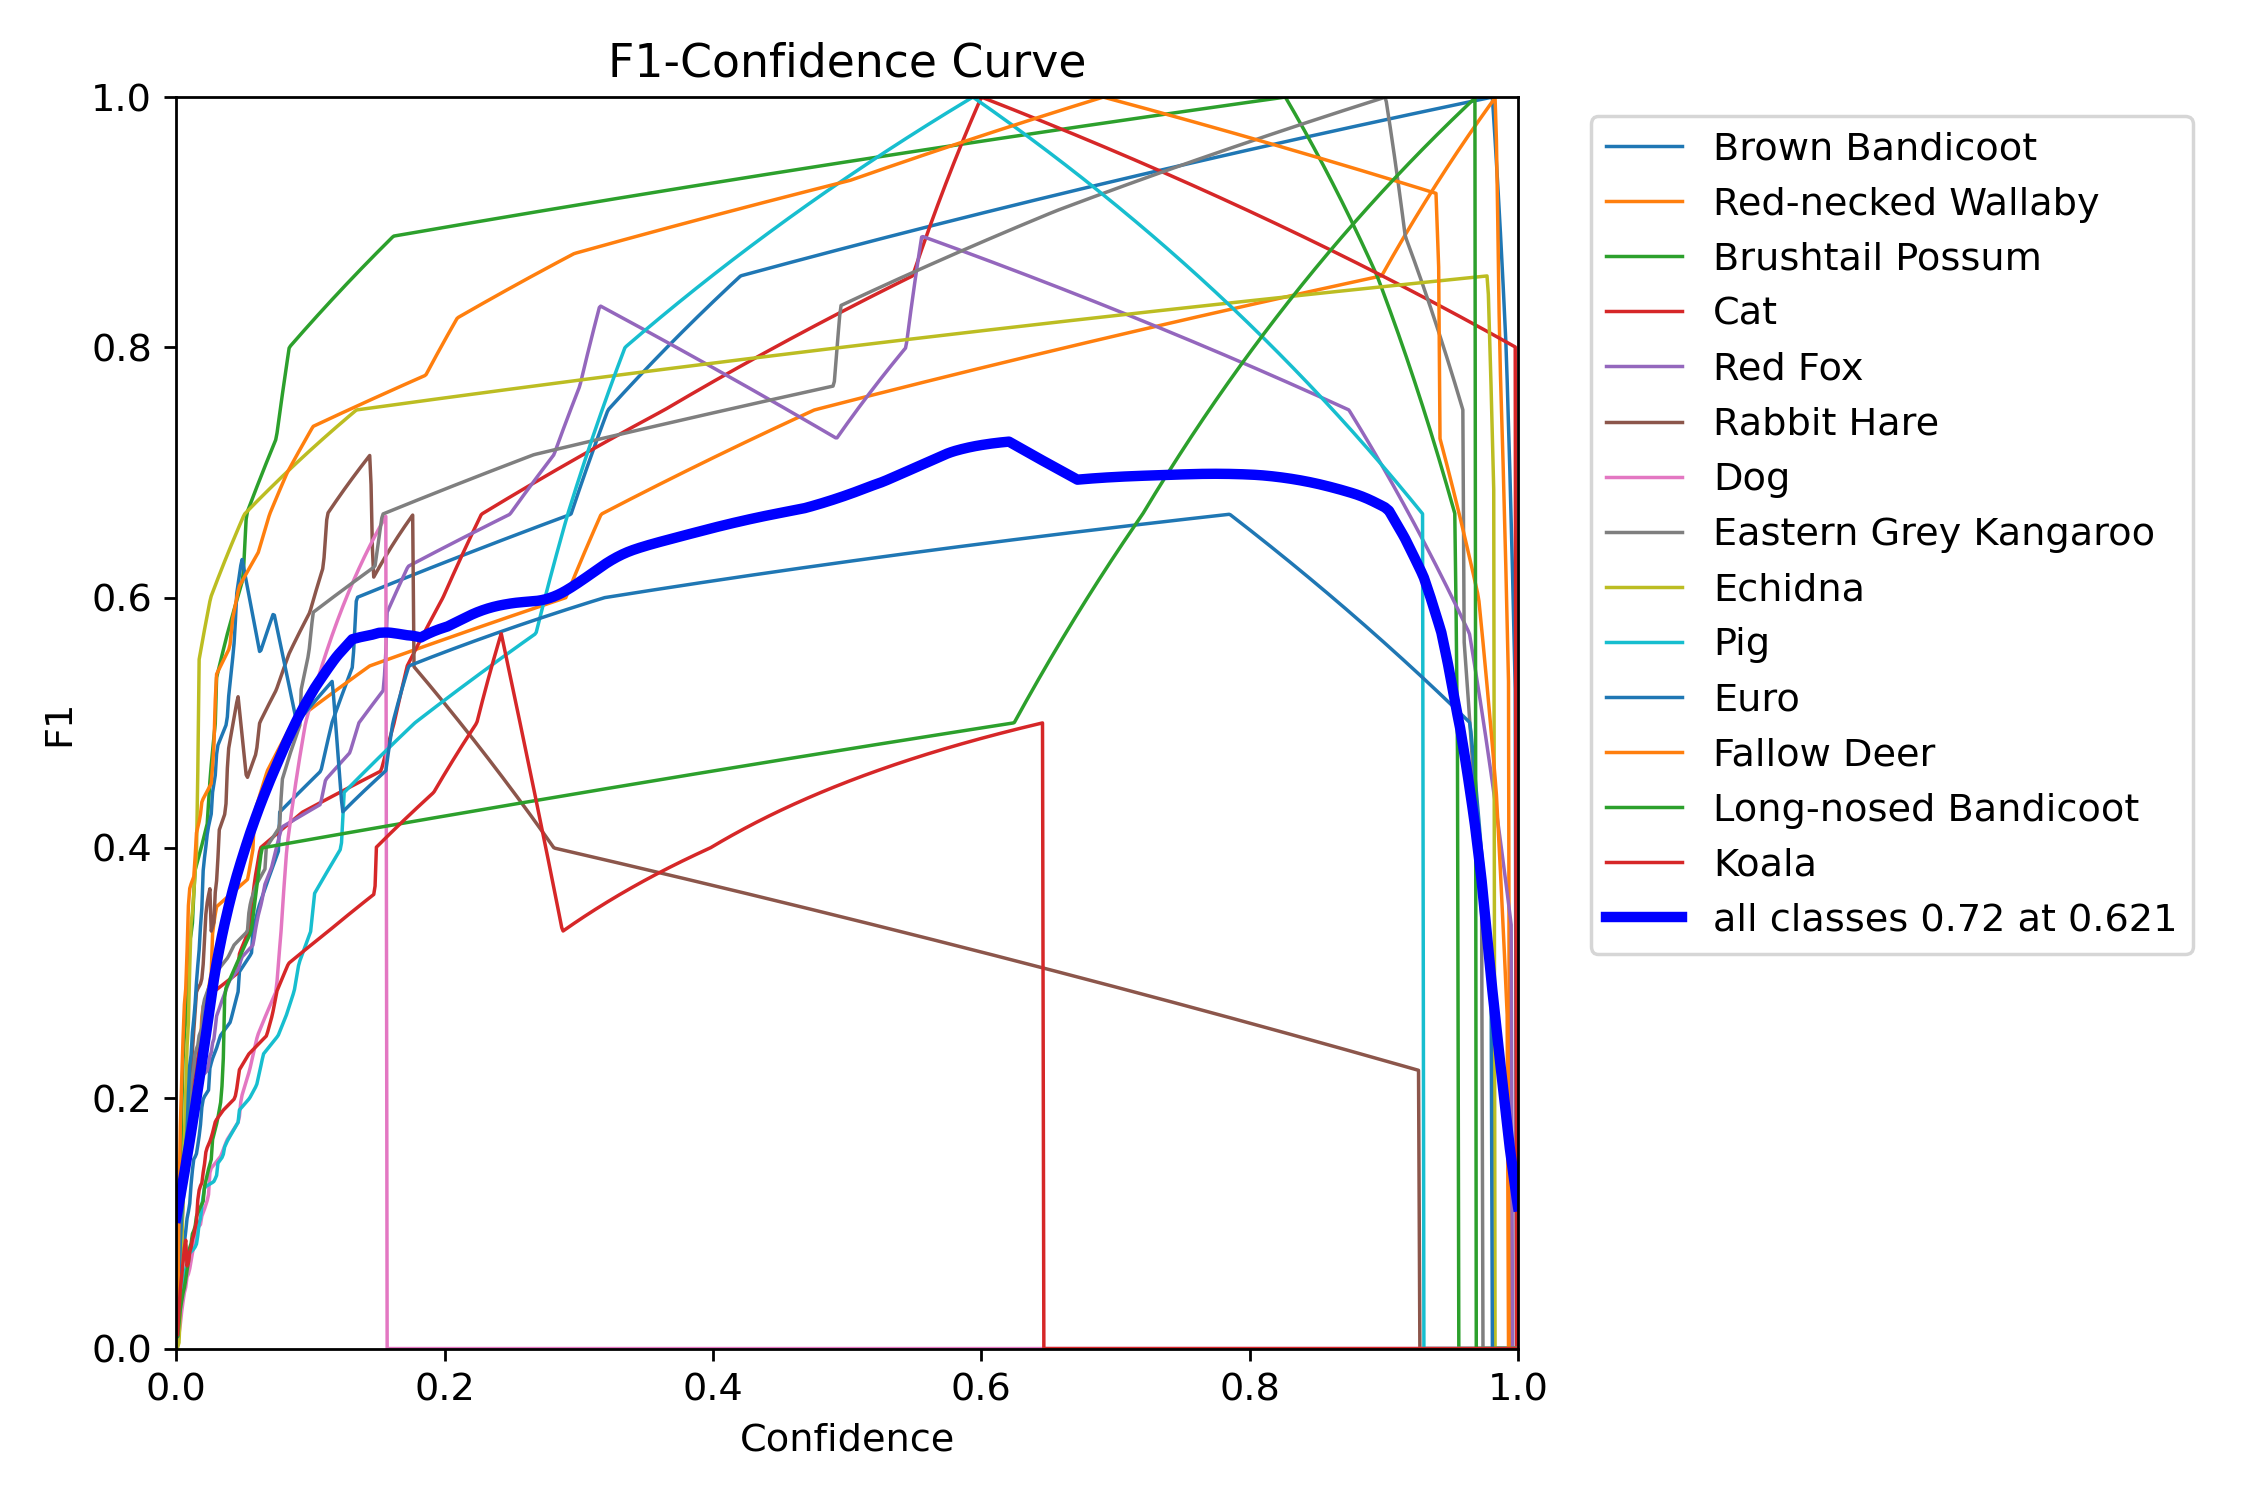 F1-Confidence Curve
1.0
0.8
0.6
0.4
0.2
0.0
F1
0.0 0.2 0.4 0.6 0.8 1.0
Confidence
Brown Bandicoot
Red-necked Wallaby
Brushtail Possum
Cat
Red Fox
Rabbit Hare
Dog
Eastern Grey Kangaroo
Echidna
Pig
Euro
Fallow Deer
Long-nosed Bandicoot
Koala
all classes 0.72 at 0.621